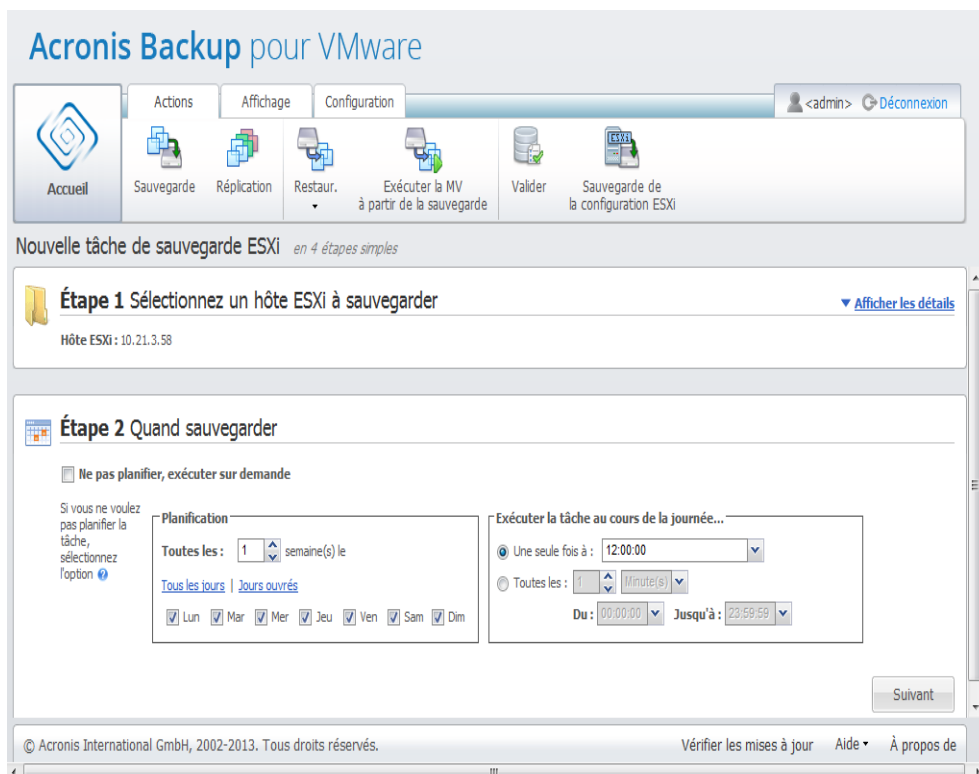 Acronis Backup pour VMware
Actions Affichage Configuration
<admin> Déconnexion
Accueil
Sauvegarde Réplication Restaur. Exécuter la MV à partir de la sauvegarde Valider Sauvegarde de la configuration ESXi
ESXi
Nouvelle tâche de sauvegarde ESXi en 4 étapes simples
Étape 1 Sélectionnez un hôte ESXi à sauvegarder
Afficher les détails
Hôte ESXi : 10.21.3.58
Étape 2 Quand sauvegarder
Ne pas planifier, exécuter sur demande
Si vous ne voulez
pas planifier la
tâche,
sélectionnez
l'option
Planification
Toutes les : 1 semaine(s) le
Tous les jours | Jours ouvrés
Lun Mar Mer Jeu Ven Sam Dim
Exécuter la tâche au cours de la journée...
Une seule fois à : 12:00:00
Toutes les : 1 Minute(s)
Du : 00:00:00 Jusqu'à : 23:59:59
Suivant
© Acronis International GmbH, 2002-2013. Tous droits réservés.
Vérifier les mises à jour Aide À propos de